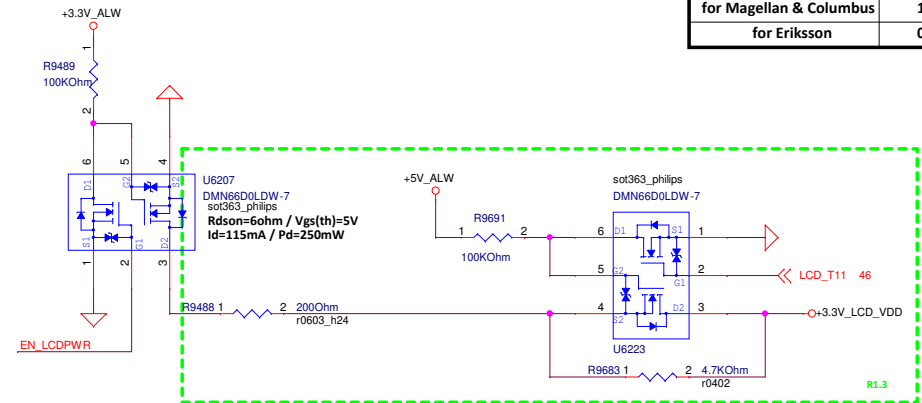 for Magellan & Columbus 1
for Eriksson 0
+3.3V_ALW
1
R9489
100KOhm
2
6 5 4
D1 G2 S2
S1 G1 D2
1 2 3
U6207
sot363_philips
DMN66D0LDW-7
Rdson=6ohm / Vgs(th)=5V
Id=115mA / Pd=250mW
EN_LCDPWR
R9488 1 2 200Ohm
r0603_h24
+5V_ALW
R9691
1 2
100KOhm
sot363_philips
DMN66D0LDW-7
6 D1 S1 1
5 G2 G1 2
4 S2 D2 3
U6223
LCD_T11 46
+3.3V_LCD_VDD
R9683 1 2 4.7KOhm
r0402
R1.3